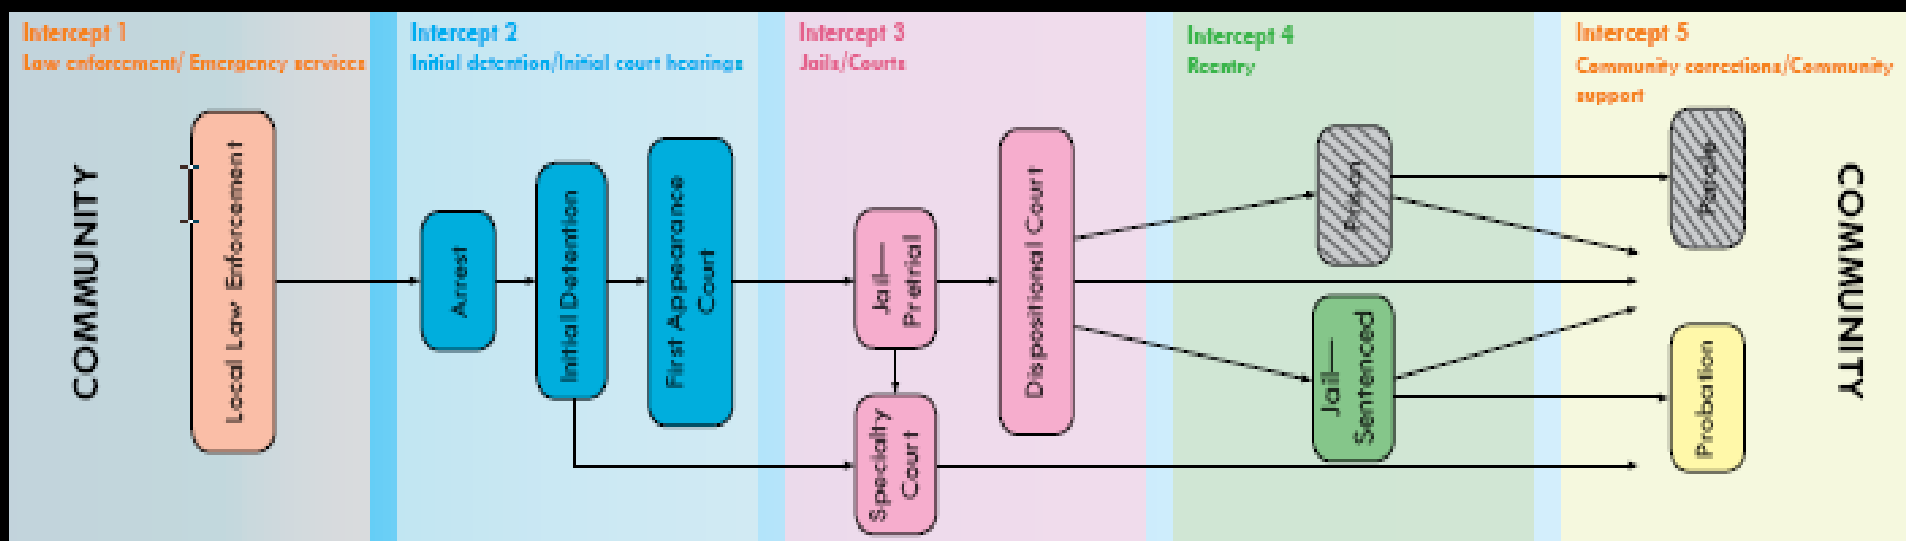 Intercept 1
Law enforcement/ Emergency services
COMMUNITY
Local Law Enforcement
Intercept 2
Initial detention/Initial court hearings
Arrest
Initial Detention
First Appearance
Court
Intercept 3
Jails/Courts
Jail—
Pretrial
Specialty
Court
Dispositional Court
Intercept 4
Reentry
Prison
Jail—
Sentenced
Intercept 5
Community corrections/Community
support
Parole
Probation
COMMUNITY